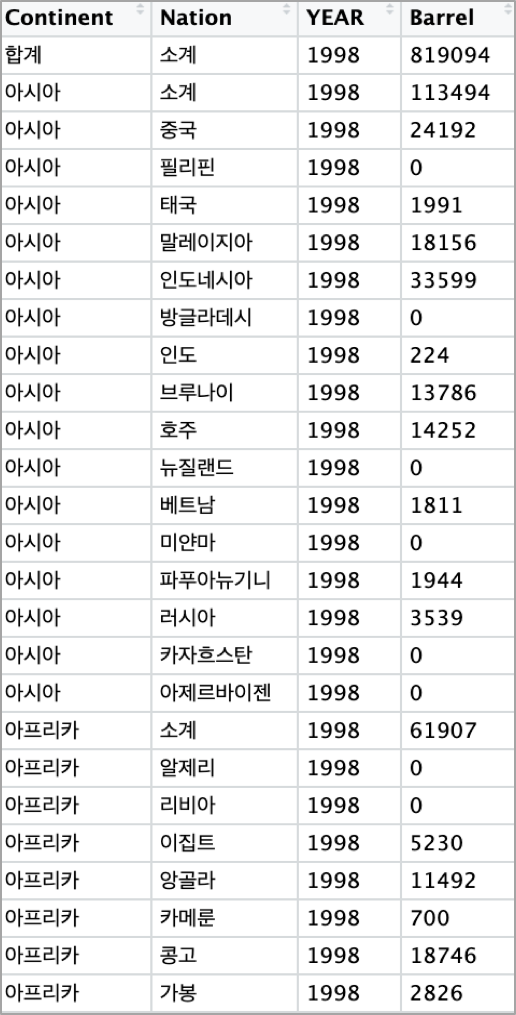 Continent Nation YEAR Barrel
합계 소계 1998 819094
아시아 소계 1998 113494
아시아 중국 1998 24192
아시아 필리핀 1998 0
아시아 태국 1998 1991
아시아 말레이지아 1998 18156
아시아 인도네시아 1998 33599
아시아 방글라데시 1998 0
아시아 인도 1998 224
아시아 브루나이 1998 13786
아시아 호주 1998 14252
아시아 뉴질랜드 1998 0
아시아 베트남 1998 1811
아시아 미얀마 1998 0
아시아 파푸아뉴기니 1998 1944
아시아 러시아 1998 3539
아시아 카자흐스탄 1998 0
아시아 아제르바이젠 1998 0
아프리카 소계 1998 61907
아프리카 알제리 1998 0
아프리카 리비아 1998 0
아프리카 이집트 1998 5230
아프리카 앙골라 1998 11492
아프리카 카메룬 1998 700
아프리카 콩고 1998 18746
아프리카 가봉 1998 2826